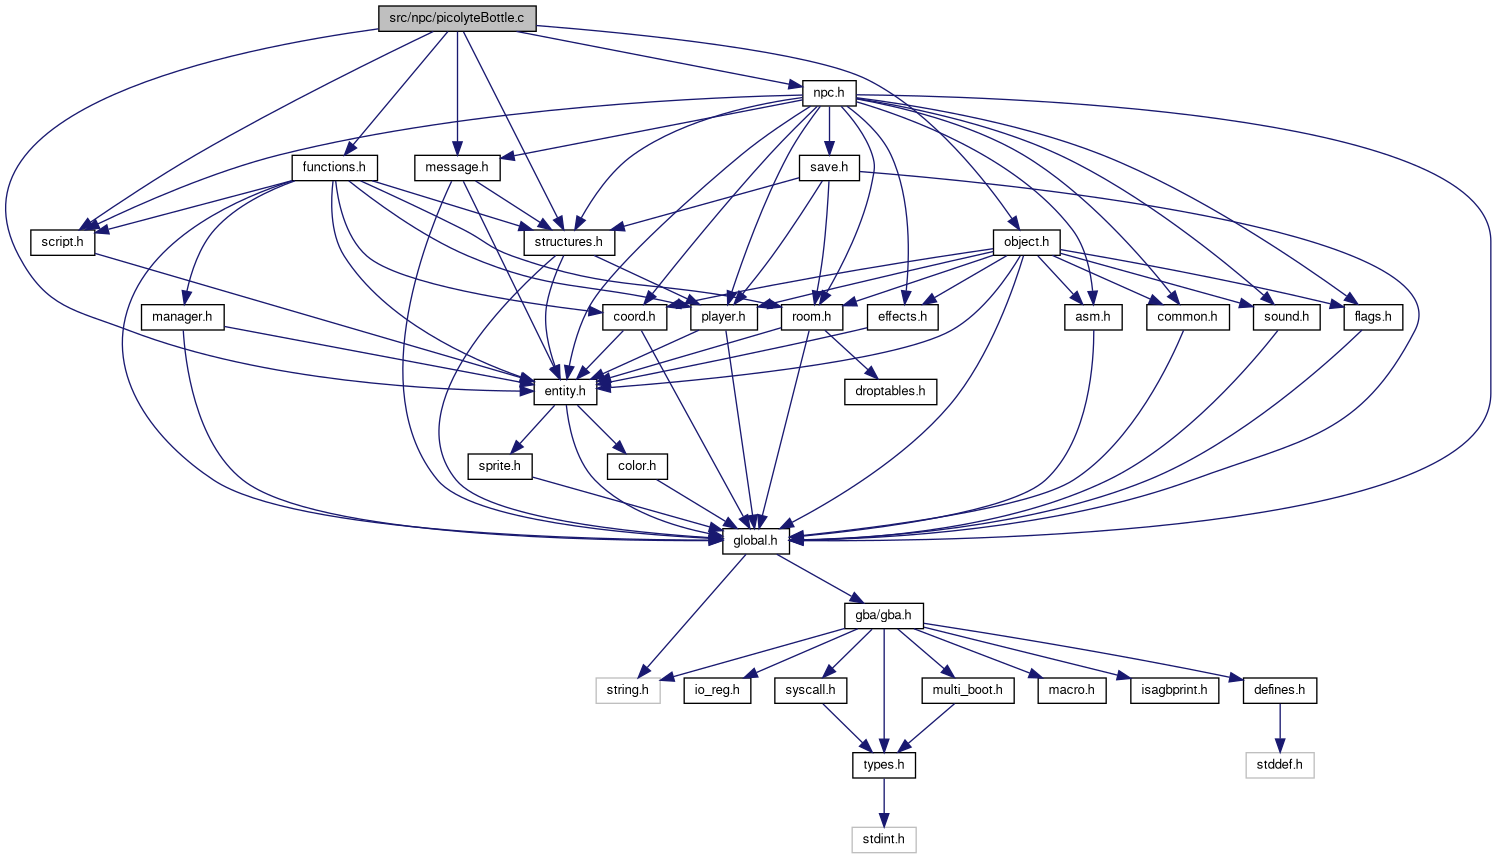 src/npc/picolyteBottle.c
npc.h
functions.h
message.h
save.h
script.h
structures.h
object.h
manager.h
coord.h
player.h
room.h
effects.h
asm.h
common.h
sound.h
flags.h
entity.h
droptables.h
sprite.h
color.h
global.h
gba/gba.h
string.h
io_reg.h
syscall.h
multi_boot.h
macro.h
isagbprint.h
defines.h
types.h
stddef.h
stdint.h